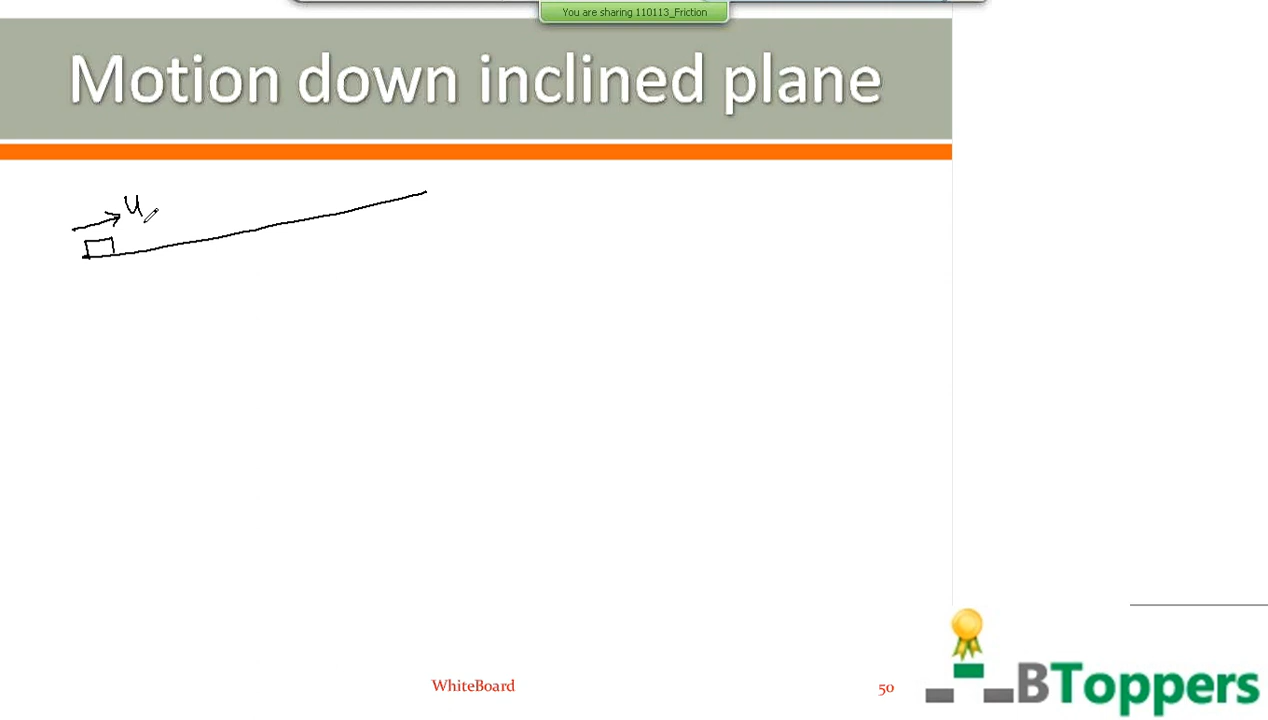 You are sharing 110113_Friction
Motion down inclined plane
u
WhiteBoard
50
BToppers